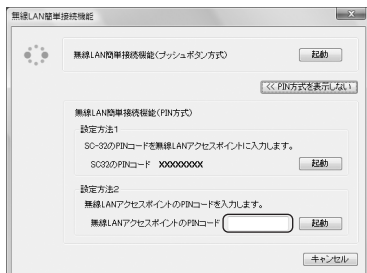 無線LAN簡単接続機能
無線LAN簡単接続機能(プッシュボタン方式)
起動
<< PIN方式を表示しない
無線LAN簡単接続機能(PIN方式)
設定方法1
SC-32のPINコードを無線LANアクセスポイントに入力します。
SC32のPINコード XXXXXXXX
起動
設定方法2
無線LANアクセスポイントのPINコードを入力します。
無線LANアクセスポイントのPINコード
起動
キャンセル